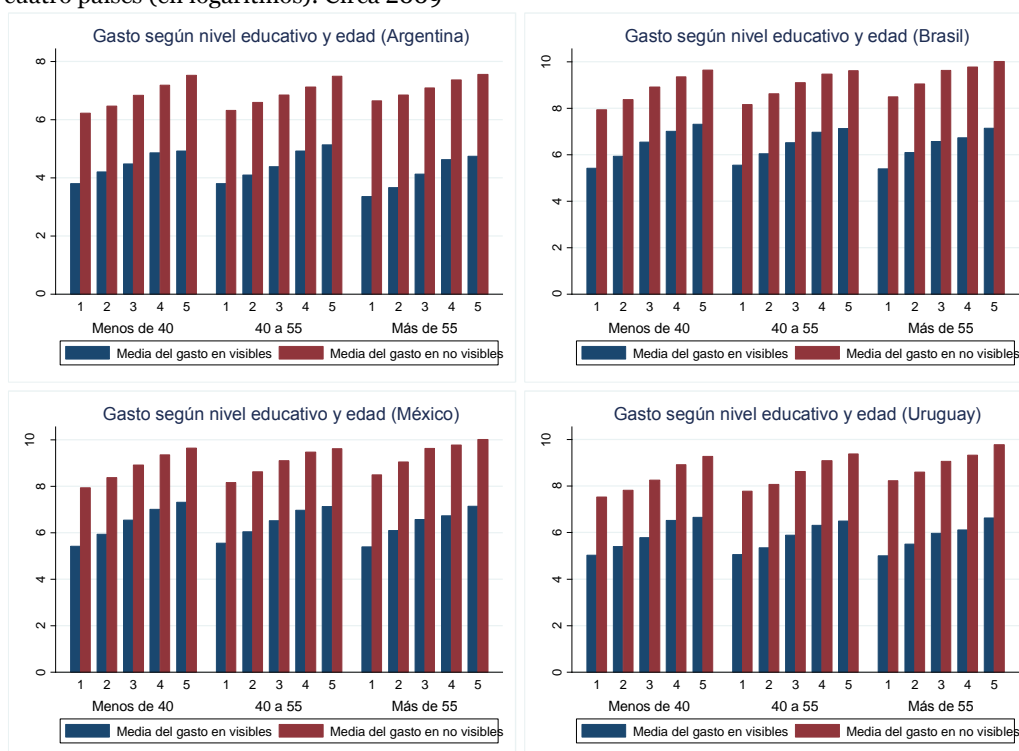 cuatro países (en logaritmos). Circa 2009
Gasto según nivel educativo y edad (Argentina)
0 2 4 6 8
1 2 3 4 5 1 2 3 4 5 1 2 3 4 5
Menos de 40 40 a 55 Más de 55
Media del gasto en visibles Media del gasto en no visibles
Gasto según nivel educativo y edad (Brasil)
0 2 4 6 8 10
1 2 3 4 5 1 2 3 4 5 1 2 3 4 5
Menos de 40 40 a 55 Más de 55
Media del gasto en visibles Media del gasto en no visibles
Gasto según nivel educativo y edad (México)
0 2 4 6 8 10
1 2 3 4 5 1 2 3 4 5 1 2 3 4 5
Menos de 40 40 a 55 Más de 55
Media del gasto en visibles Media del gasto en no visibles
Gasto según nivel educativo y edad (Uruguay)
0 2 4 6 8 10
1 2 3 4 5 1 2 3 4 5 1 2 3 4 5
Menos de 40 40 a 55 Más de 55
Media del gasto en visibles Media del gasto en no visibles